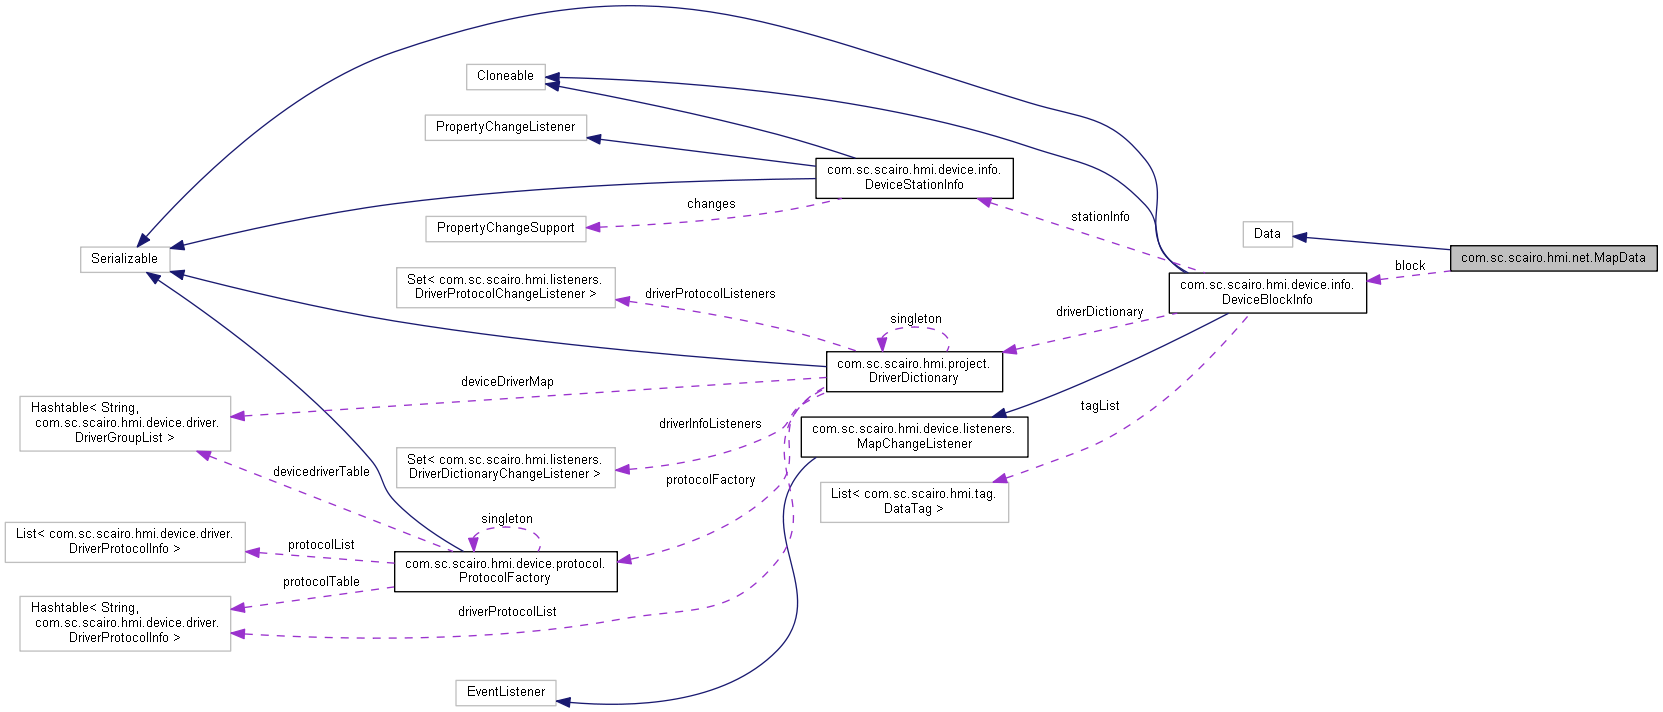 Cloneable
PropertyChangeListener
com.sc.scairo.hmi.device.info.
DeviceStationInfo
changes
PropertyChangeSupport
stationInfo
Data
com.sc.scairo.hmi.net.MapData
block
Serializable
Set< com.sc.scairo.hmi.listeners.
DriverProtocolChangeListener >
driverProtocolListeners
com.sc.scairo.hmi.device.info.
DeviceBlockInfo
singleton
driverDictionary
com.sc.scairo.hmi.project.
DriverDictionary
deviceDriverMap
Hashtable< String,
com.sc.scairo.hmi.device.driver.
DriverGroupList >
driverInfoListeners
tagList
com.sc.scairo.hmi.device.listeners.
MapChangeListener
Set< com.sc.scairo.hmi.listeners.
DriverDictionaryChangeListener >
devicedriverTable
protocolFactory
List< com.sc.scairo.hmi.tag.
DataTag >
singleton
List< com.sc.scairo.hmi.device.driver.
DriverProtocolInfo >
protocolList
com.sc.scairo.hmi.device.protocol.
ProtocolFactory
protocolTable
Hashtable< String,
com.sc.scairo.hmi.device.driver.
DriverProtocolInfo >
driverProtocolList
EventListener